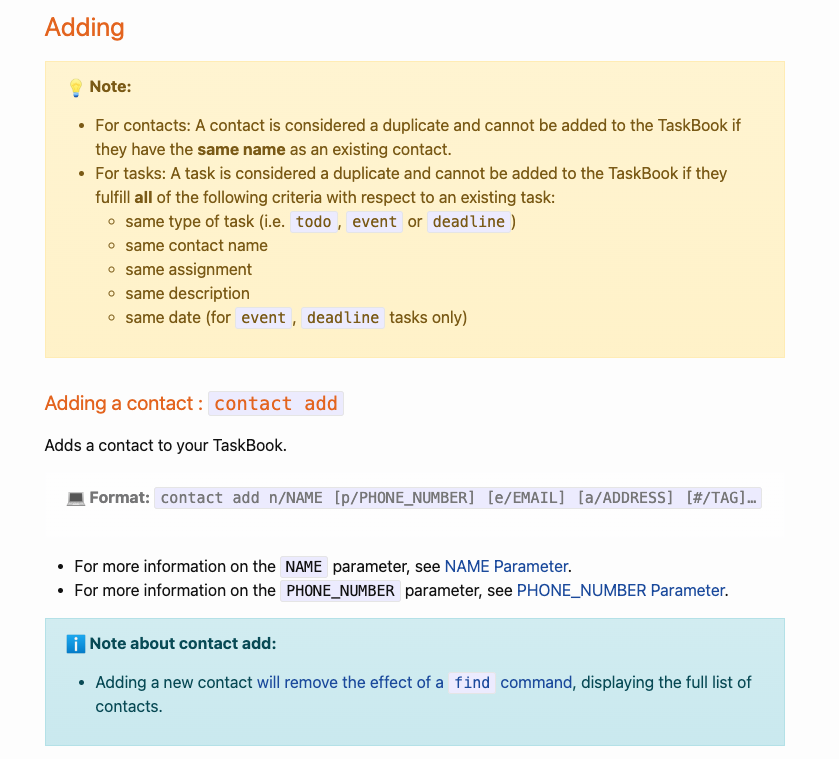 Adding
💡 Note:
• For contacts: A contact is considered a duplicate and cannot be added to the TaskBook if
they have the same name as an existing contact.
• For tasks: A task is considered a duplicate and cannot be added to the TaskBook if they
fulfill all of the following criteria with respect to an existing task:
◦ same type of task (i.e. todo, event or deadline)
◦ same contact name
◦ same assignment
◦ same description
◦ same date (for event, deadline tasks only)
Adding a contact : contact add
Adds a contact to your TaskBook.
💻 Format: contact add n/NAME [p/PHONE_NUMBER] [e/EMAIL] [a/ADDRESS] [#/TAG]…
• For more information on the NAME parameter, see NAME Parameter.
• For more information on the PHONE_NUMBER parameter, see PHONE_NUMBER Parameter.
ℹ️ Note about contact add:
• Adding a new contact will remove the effect of a find command, displaying the full list of
contacts.